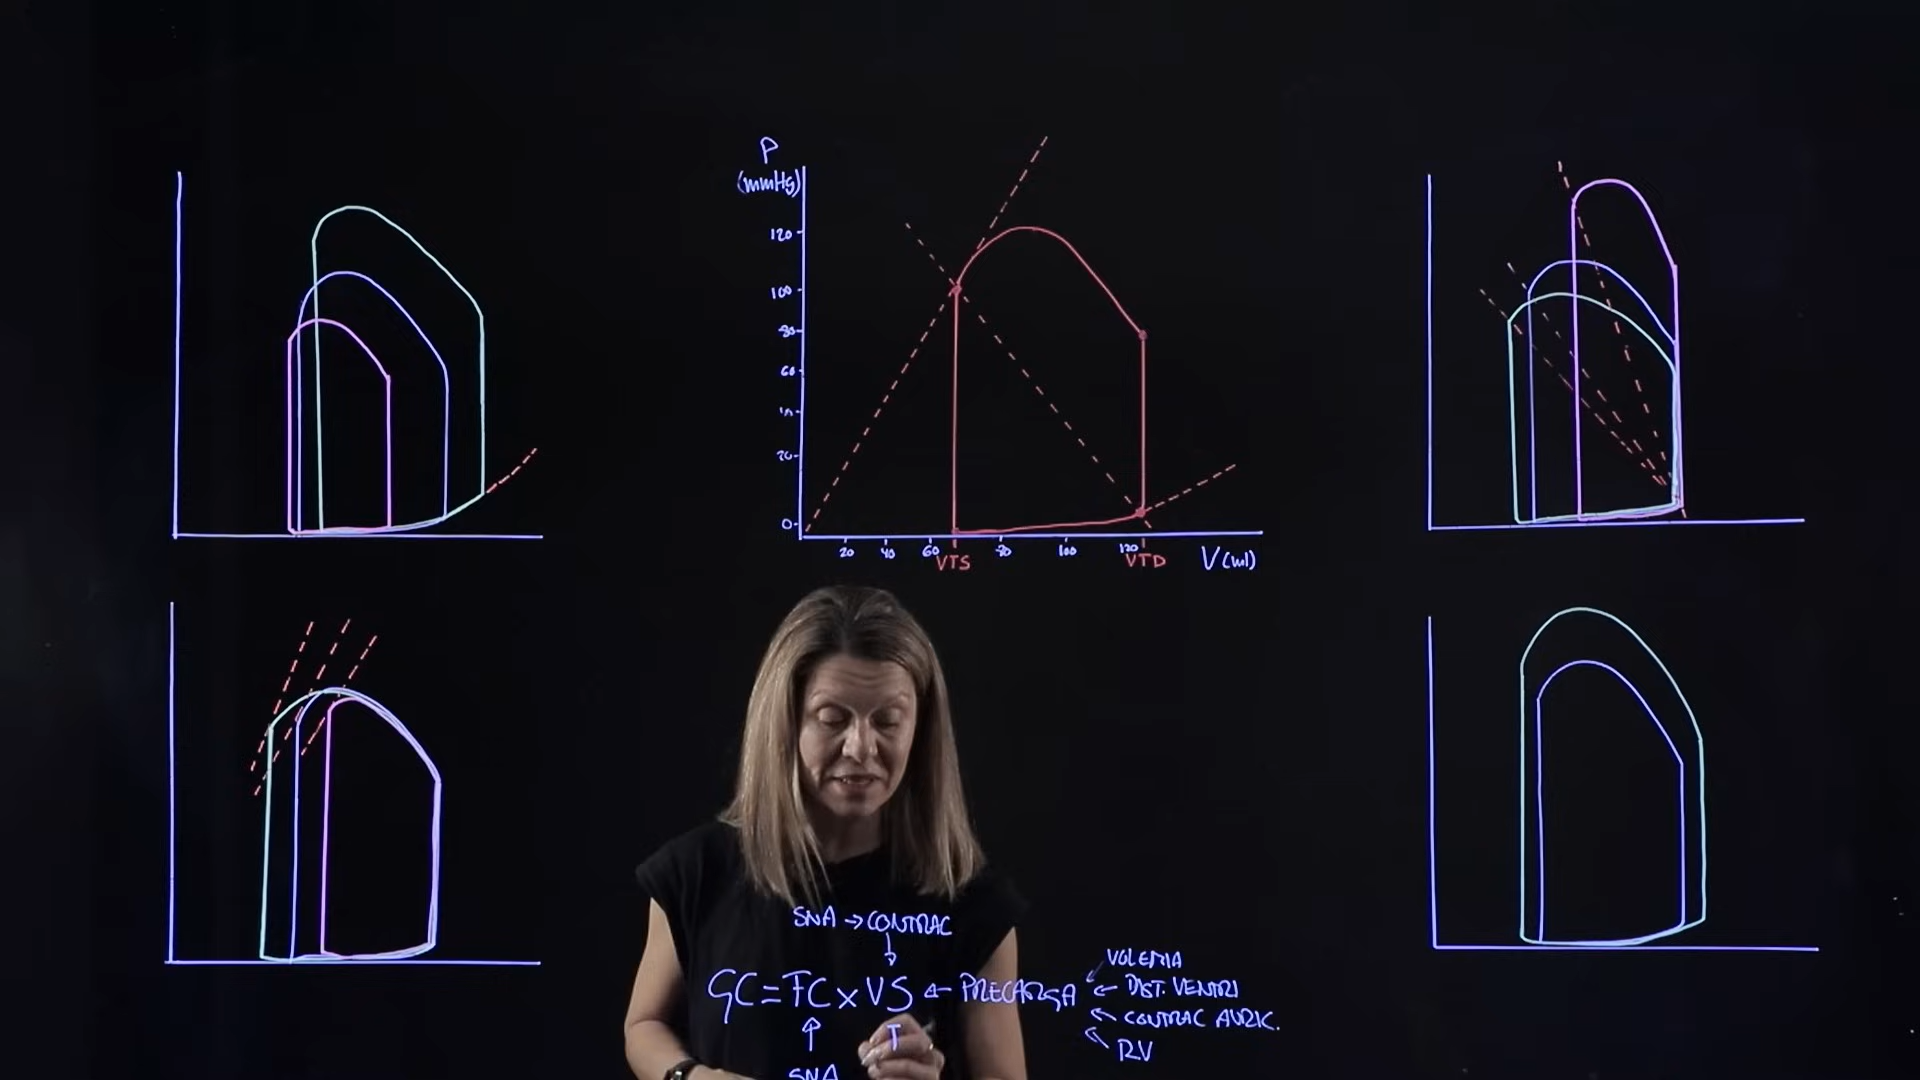 P
(mmHg)
120
100
80
60
20
0
20 40 60 80 100 120
VTS VTD V(ml)
SNA → CONTRAC
↓
GC = FC x VS ← PRECARGA
VOLEMIA
DIST. VENTRI
CONTRAC AURIC.
RV
↑
SNA